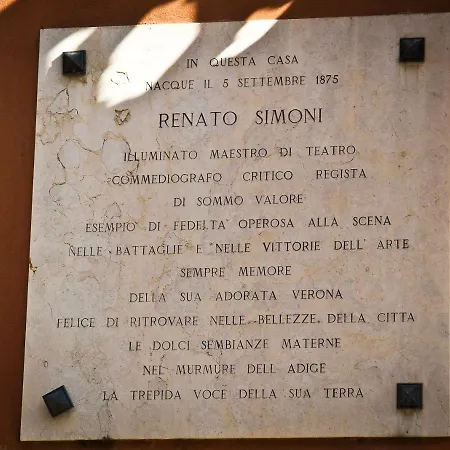 IN QUESTA CASA
NACQUE IL 5 SETTEMBRE 1875
RENATO SIMONI
ILLUMINATO MAESTRO DI TEATRO
COMMEDIOGRAFO CRITICO REGISTA
DI SOMMO VALORE
ESEMPIO DI FEDELTA' OPEROSA ALLA SCENA
NELLE BATTAGLIE E NELLE VITTORIE DELL' ARTE
SEMPRE MEMORE
DELLA SUA ADORATA VERONA
FELICE DI RITROVARE NELLE BELLEZZE DELLA CITTA
LE DOLCI SEMBIANZE MATERNE
NEL MURMURE DELL ADIGE
LA TREPIDA VOCE DELLA SUA TERRA